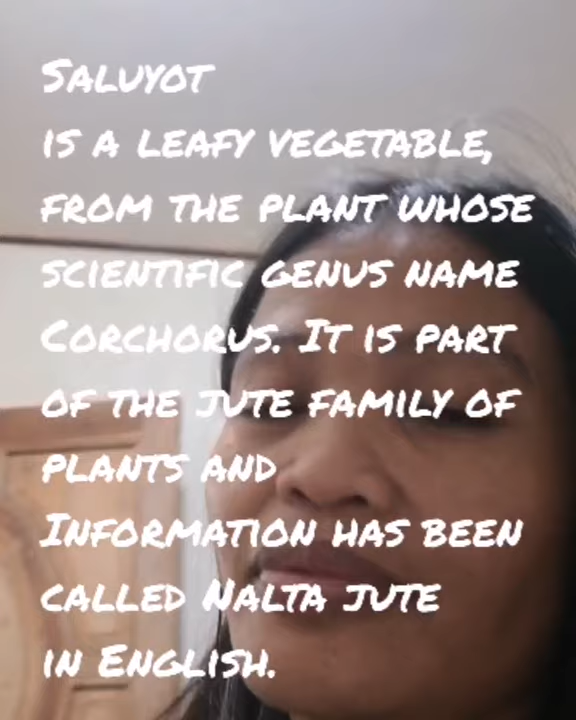 Saluyot
is a leafy vegetable,
from the plant whose
scientific genus name
Corchorus. It is part
of the jute family of
plants and
Information has been
called Nalta jute
in English.